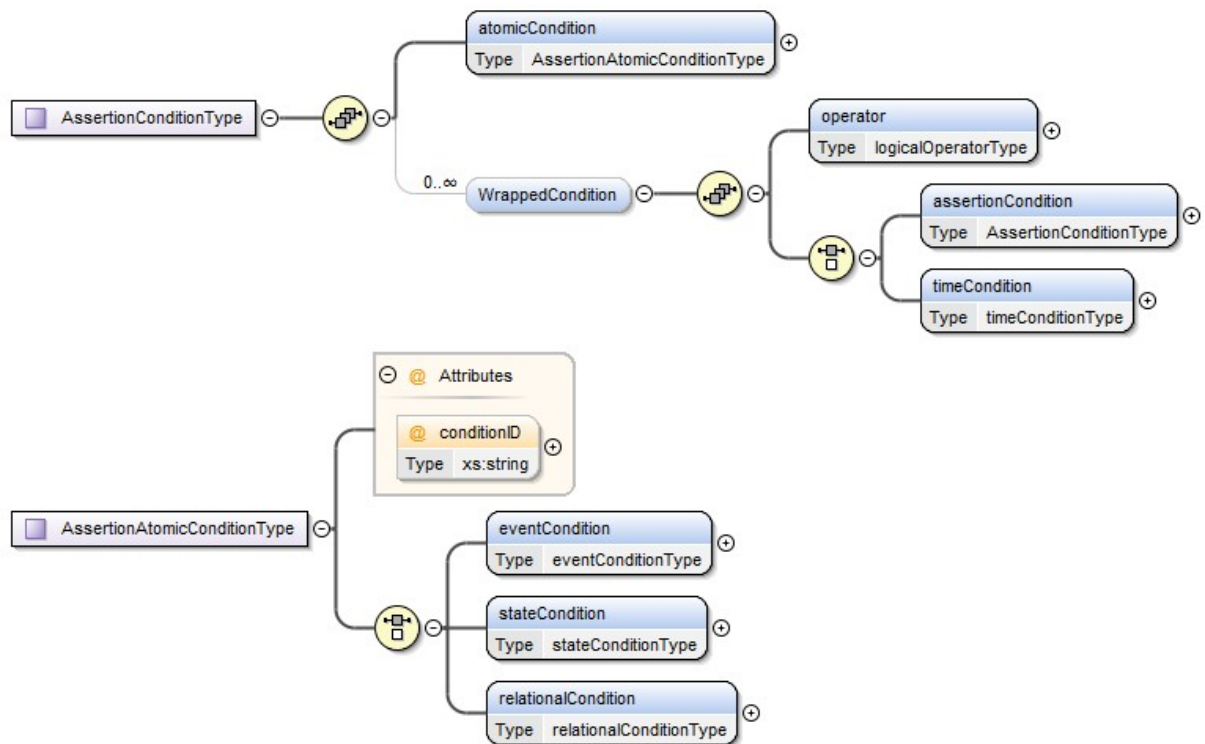 atomicCondition
Type AssertionAtomicConditionType
AssertionConditionType
0..∞
WrappedCondition
operator
Type logicalOperatorType
assertionCondition
Type AssertionConditionType
timeCondition
Type timeConditionType
@ Attributes
@ conditionID
Type xs:string
AssertionAtomicConditionType
eventCondition
Type eventConditionType
stateCondition
Type stateConditionType
relationalCondition
Type relationalConditionType